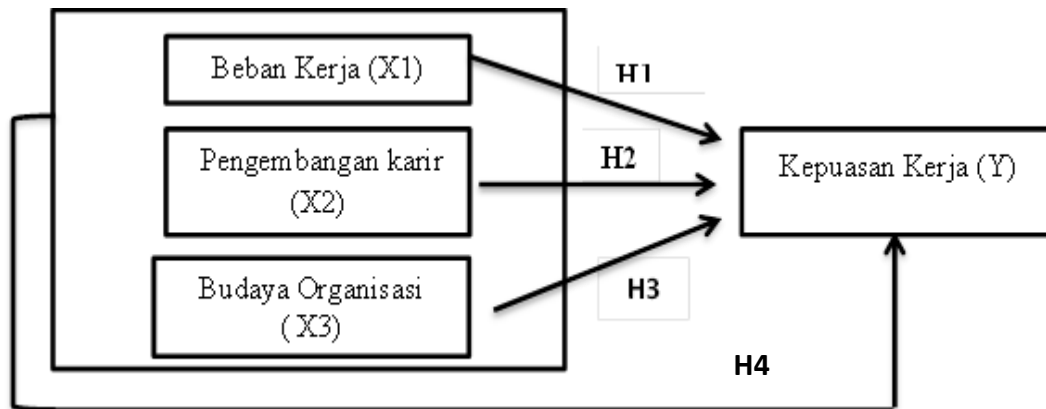 Beban Kerja (X1)
H1
Pengembangan karir
(X2)
H2
Kepuasan Kerja (Y)
Budaya Organisasi
( X3)
H3
H4